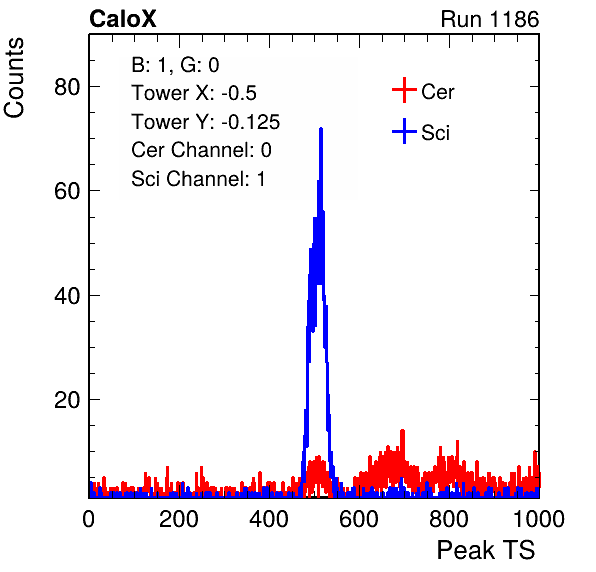 CaloX Run 1186
Counts
B: 1, G: 0
Tower X: -0.5
Tower Y: -0.125
Cer Channel: 0
Sci Channel: 1
Cer
Sci
80
60
40
20
0 200 400 600 800 1000
Peak TS